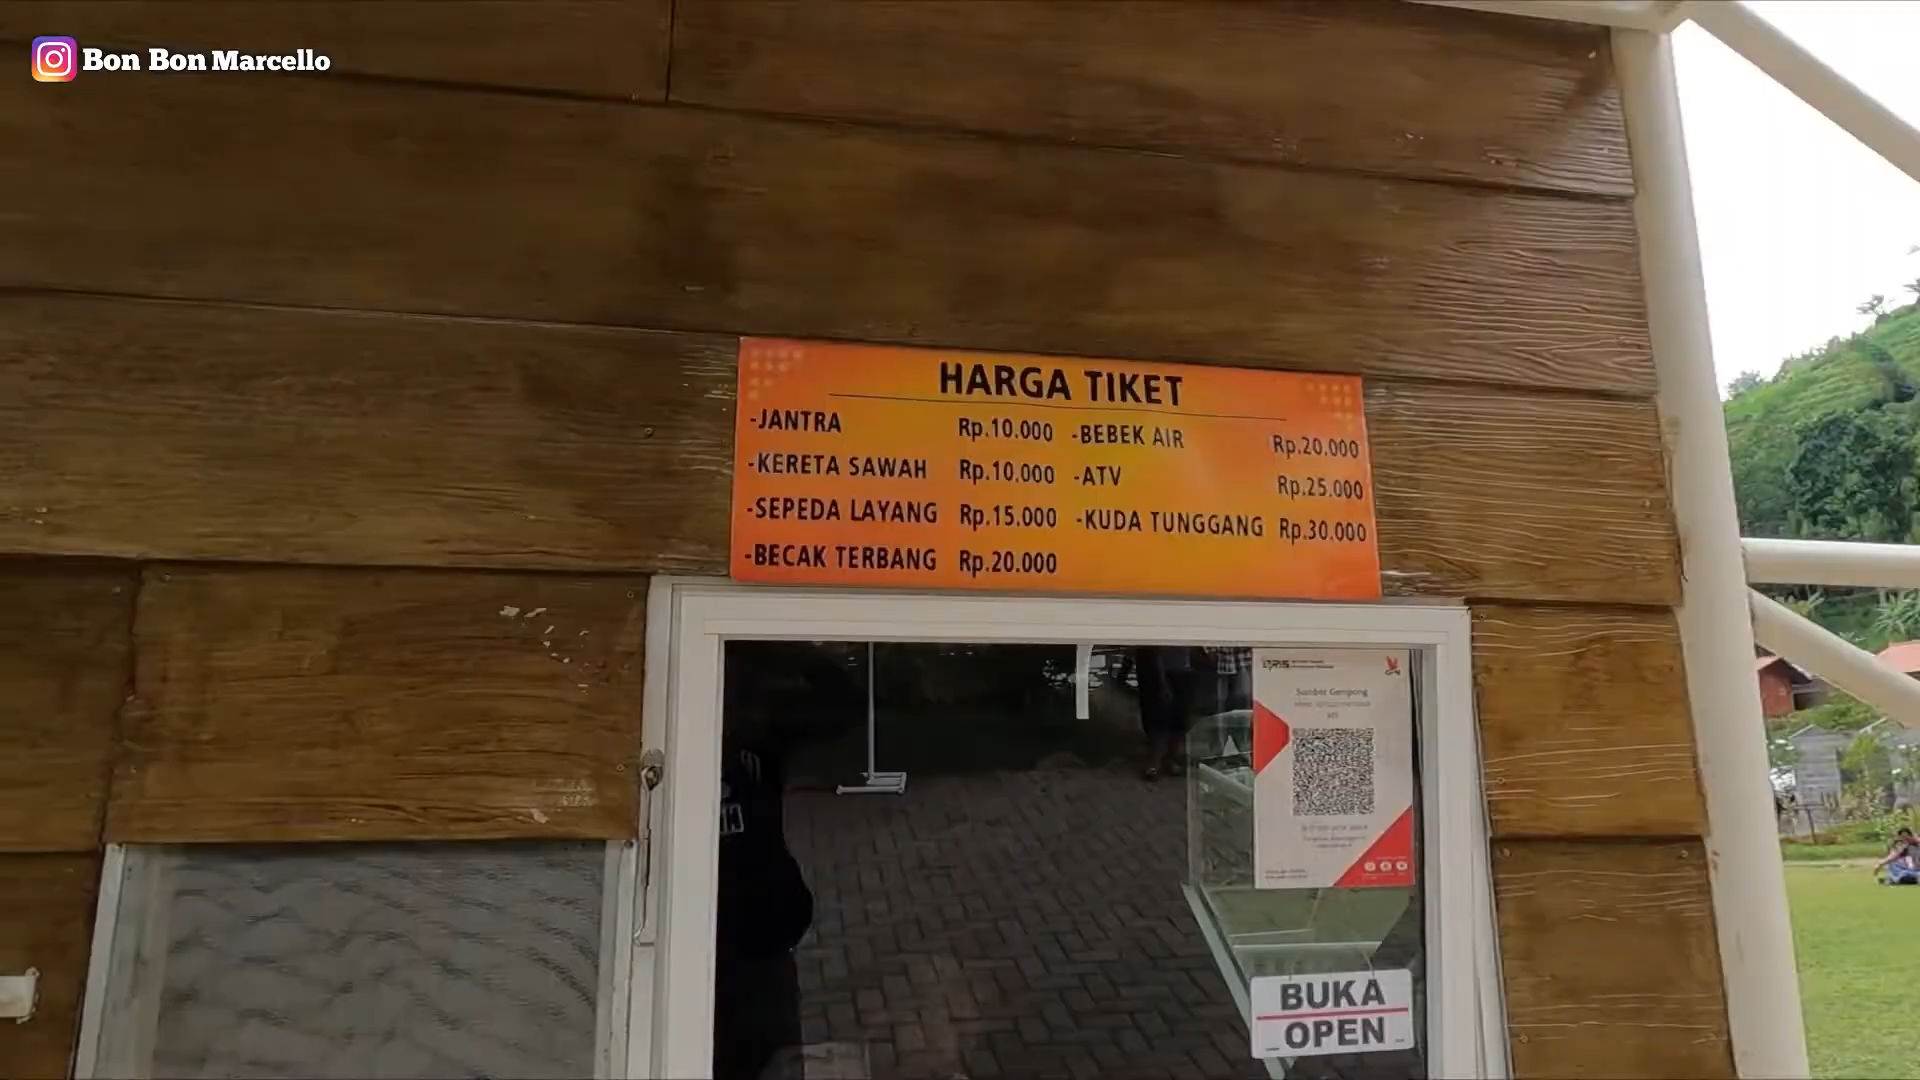 Bon Bon Marcello
HARGA TIKET
-JANTRA Rp.10.000 -BEBEK AIR Rp.20.000
-KERETA SAWAH Rp.10.000 -ATV Rp.25.000
-SEPEDA LAYANG Rp.15.000 -KUDA TUNGGANG Rp.30.000
-BECAK TERBANG Rp.20.000
QRIS
Sumber Gempong
BUKA
OPEN